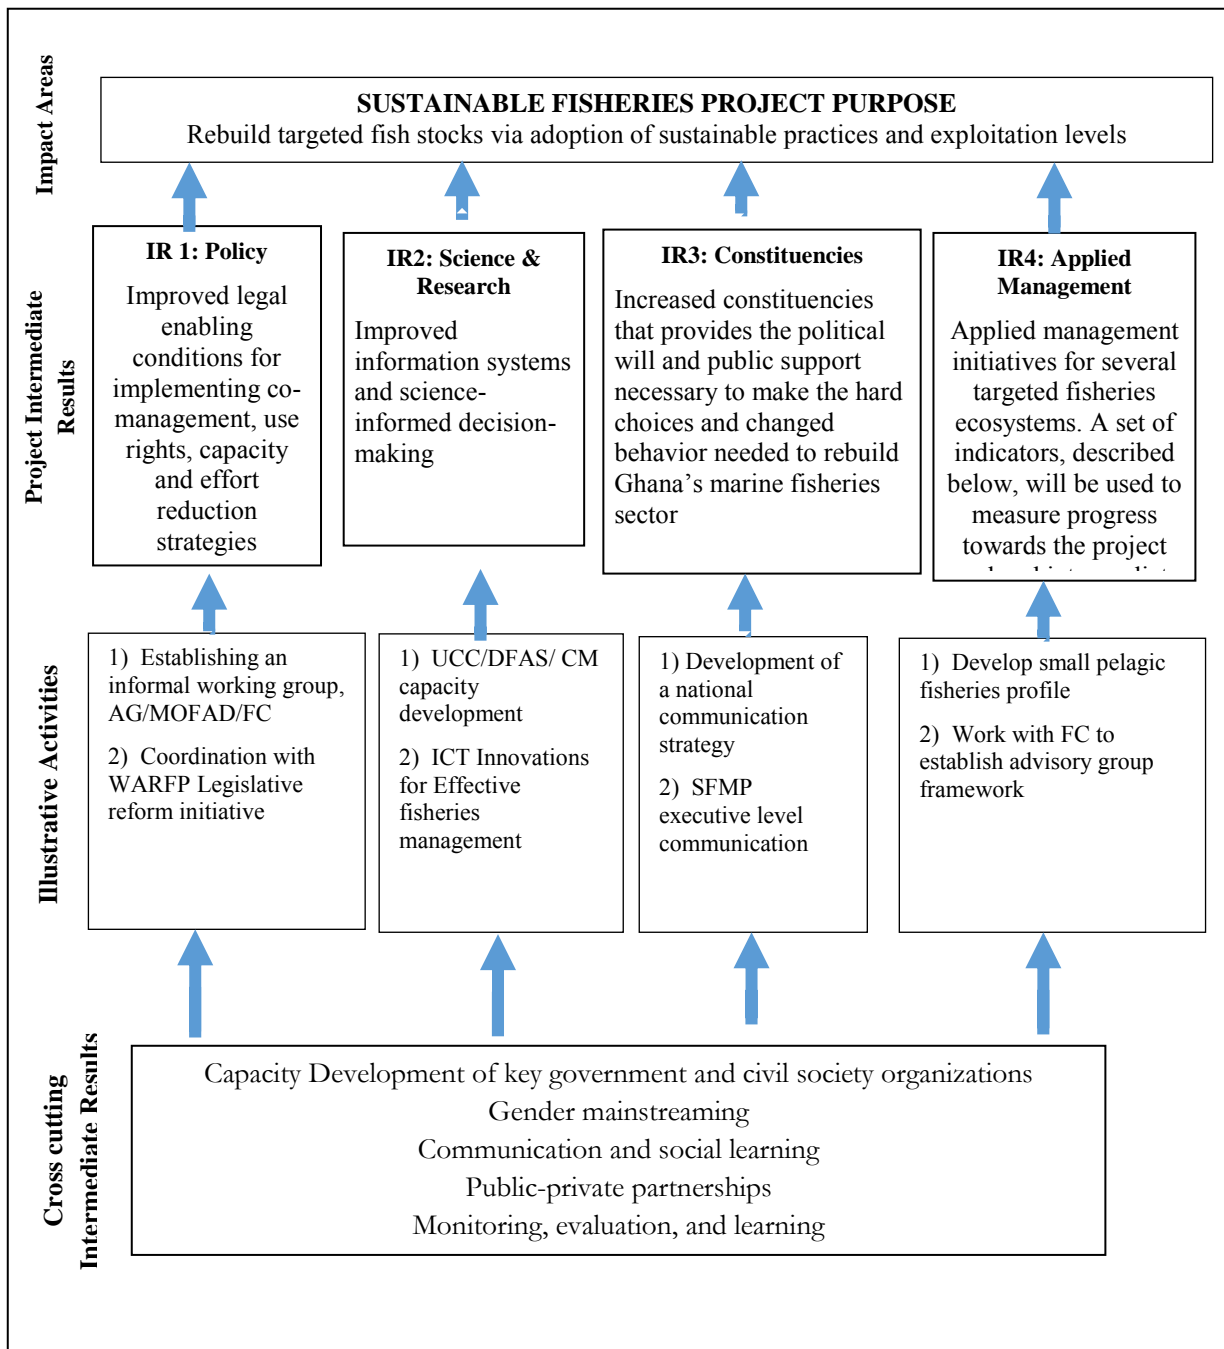 Impact Areas
SUSTAINABLE FISHERIES PROJECT PURPOSE
Rebuild targeted fish stocks via adoption of sustainable practices and exploitation levels
Project Intermediate
Results
IR 1: Policy
Improved legal
enabling
conditions for
implementing co-
management, use
rights, capacity
and effort
reduction
strategies
IR2: Science &
Research
Improved
information systems
and science-
informed decision-
making
IR3: Constituencies
Increased constituencies
that provides the political
will and public support
necessary to make the hard
choices and changed
behavior needed to rebuild
Ghana’s marine fisheries
sector
IR4: Applied
Management
Applied management
initiatives for several
targeted fisheries
ecosystems. A set of
indicators, described
below, will be used to
measure progress
towards the project
Illustrative Activities
1) Establishing an
informal working group,
AG/MOFAD/FC
2) Coordination with
WARFP Legislative
reform initiative
1) UCC/DFAS/ CM
capacity
development
2) ICT Innovations
for Effective
fisheries
management
1) Development of
a national
communication
strategy
2) SFMP
executive level
communication
1) Develop small pelagic
fisheries profile
2) Work with FC to
establish advisory group
framework
Cross cutting
Intermediate Results
Capacity Development of key government and civil society organizations
Gender mainstreaming
Communication and social learning
Public-private partnerships
Monitoring, evaluation, and learning